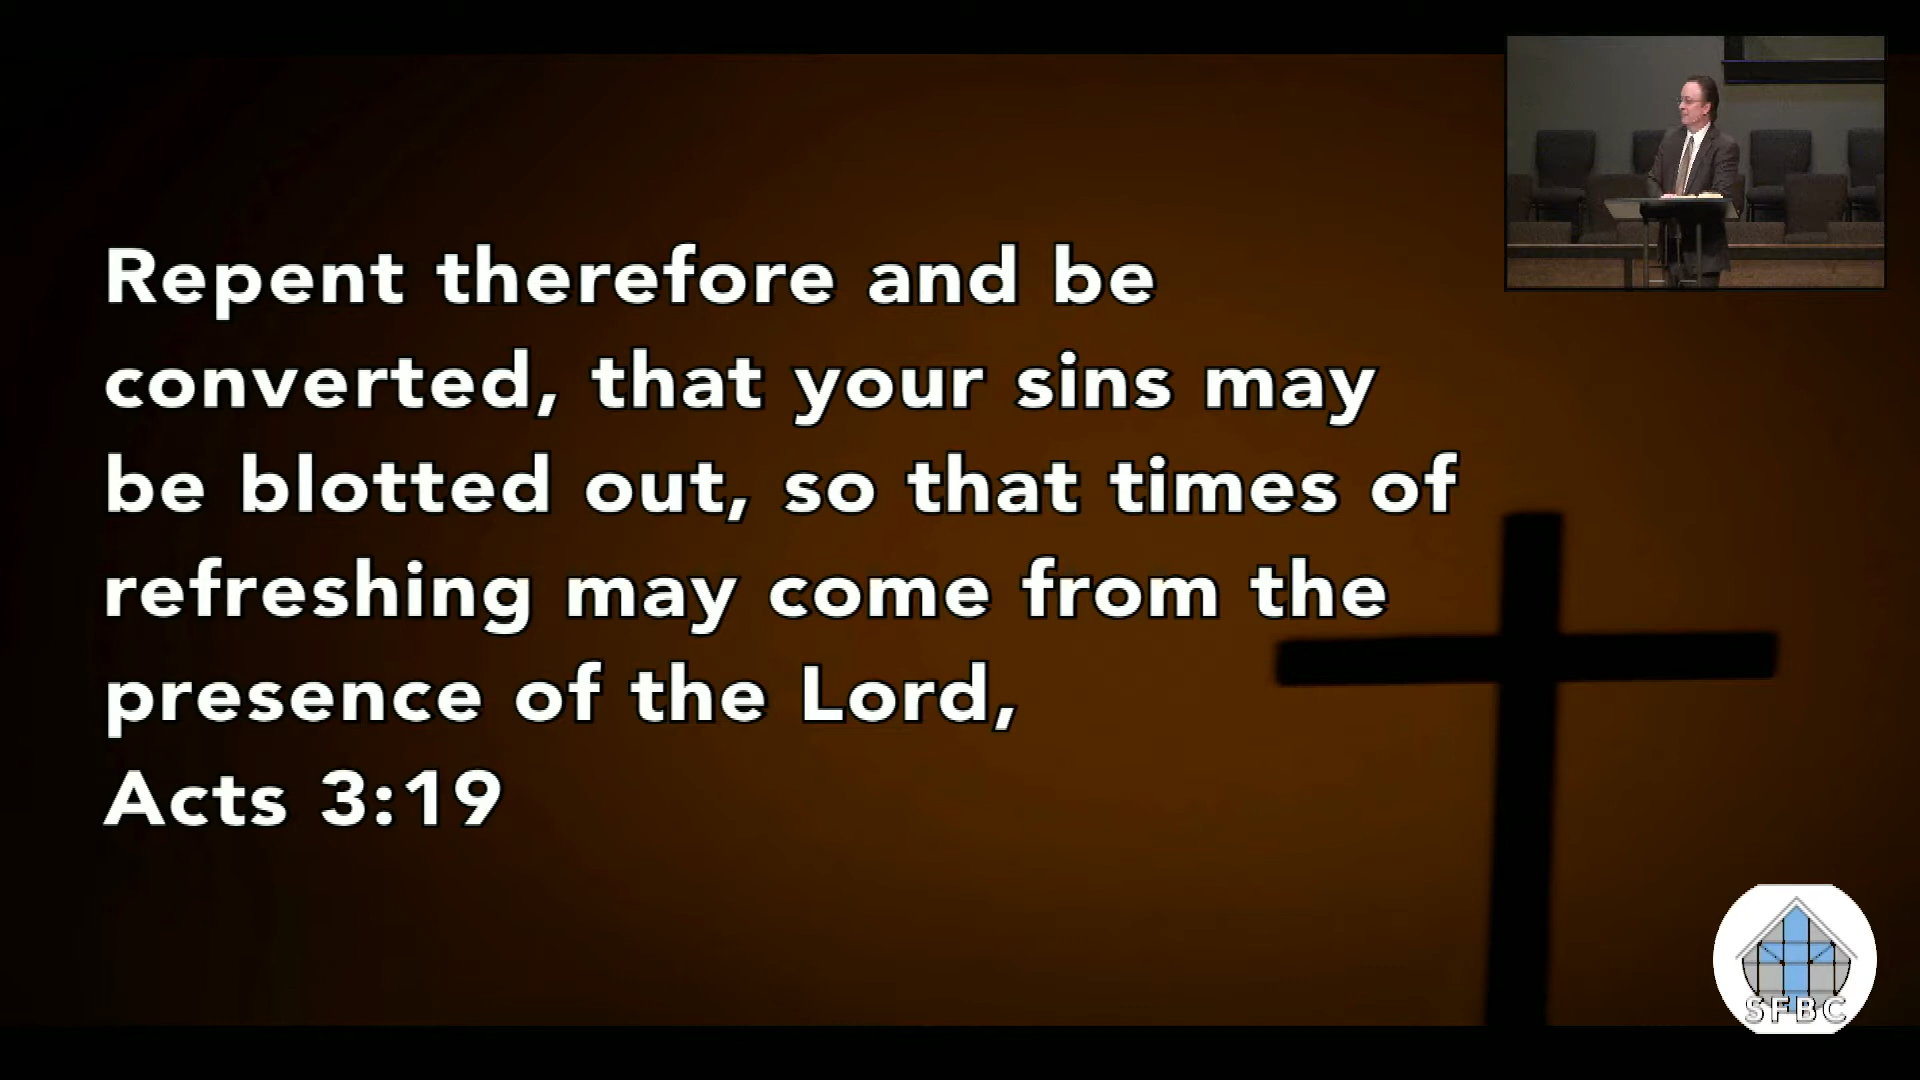 Repent therefore and be
converted, that your sins may
be blotted out, so that times of
refreshing may come from the
presence of the Lord,
Acts 3:19
SFBC